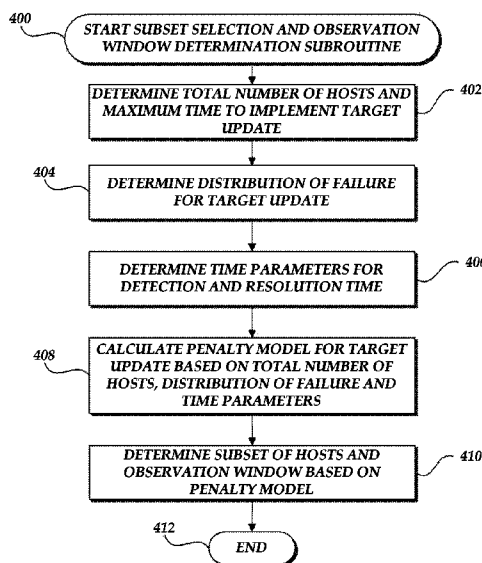 400
START SUBSET SELECTION AND OBSERVATION
WINDOW DETERMINATION SUBROUTINE
DETERMINE TOTAL NUMBER OF HOSTS AND
MAXIMUM TIME TO IMPLEMENT TARGET
UPDATE
402
404
DETERMINE DISTRIBUTION OF FAILURE
FOR TARGET UPDATE
DETERMINE TIME PARAMETERS FOR
DETECTION AND RESOLUTION TIME
406
408
CALCULATE PENALTY MODEL FOR TARGET
UPDATE BASED ON TOTAL NUMBER OF
HOSTS, DISTRIBUTION OF FAILURE AND
TIME PARAMETERS
DETERMINE SUBSET OF HOSTS AND
OBSERVATION WINDOW BASED ON
PENALTY MODEL
410
412
END